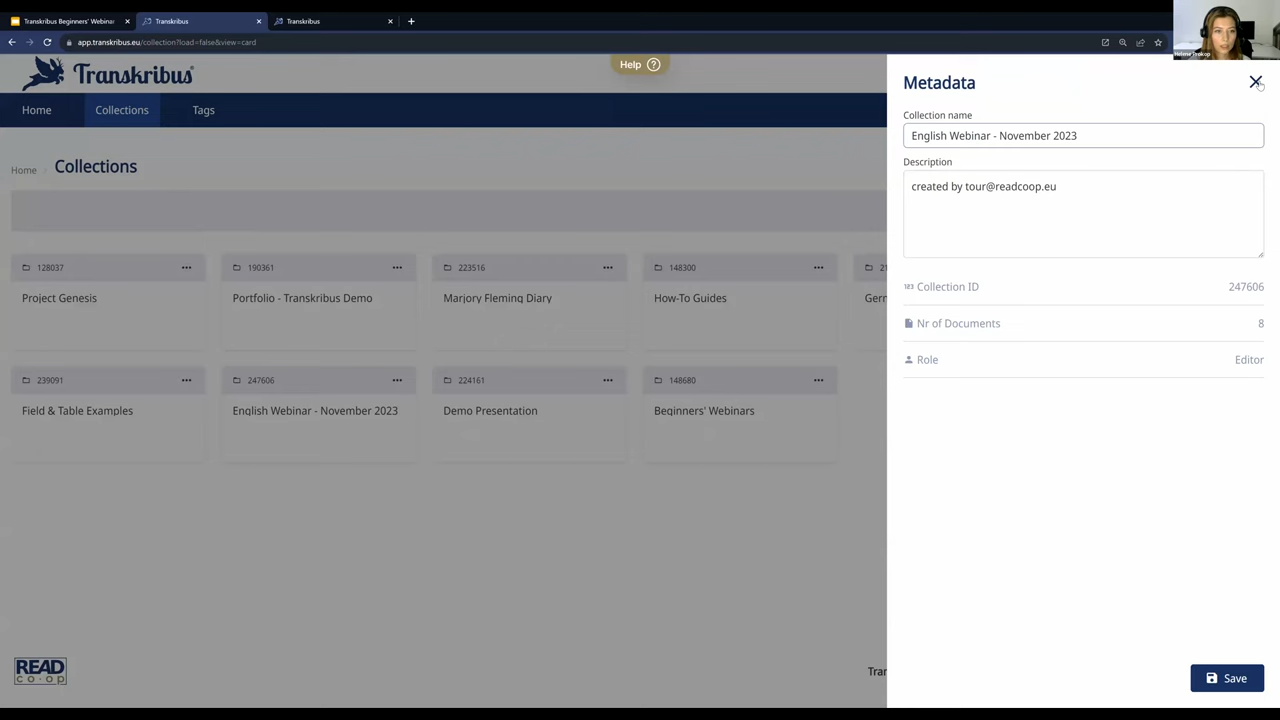 Transkribus Beginners' Webinar
Transkribus
Transkribus
app.transkribus.eu/collection?load=false&view=card
Helene Prokop
Transkribus
Help
Home
Collections
Tags
Home
Collections
128037
Project Genesis
190361
Portfolio - Transkribus Demo
223516
Marjory Fleming Diary
148300
How-To Guides
239091
Field & Table Examples
247606
English Webinar - November 2023
224161
Demo Presentation
148680
Beginners' Webinars
READ
co·op
Metadata
Collection name
English Webinar - November 2023
Description
created by tour@readcoop.eu
123 Collection ID
247606
Nr of Documents
8
Role
Editor
Save